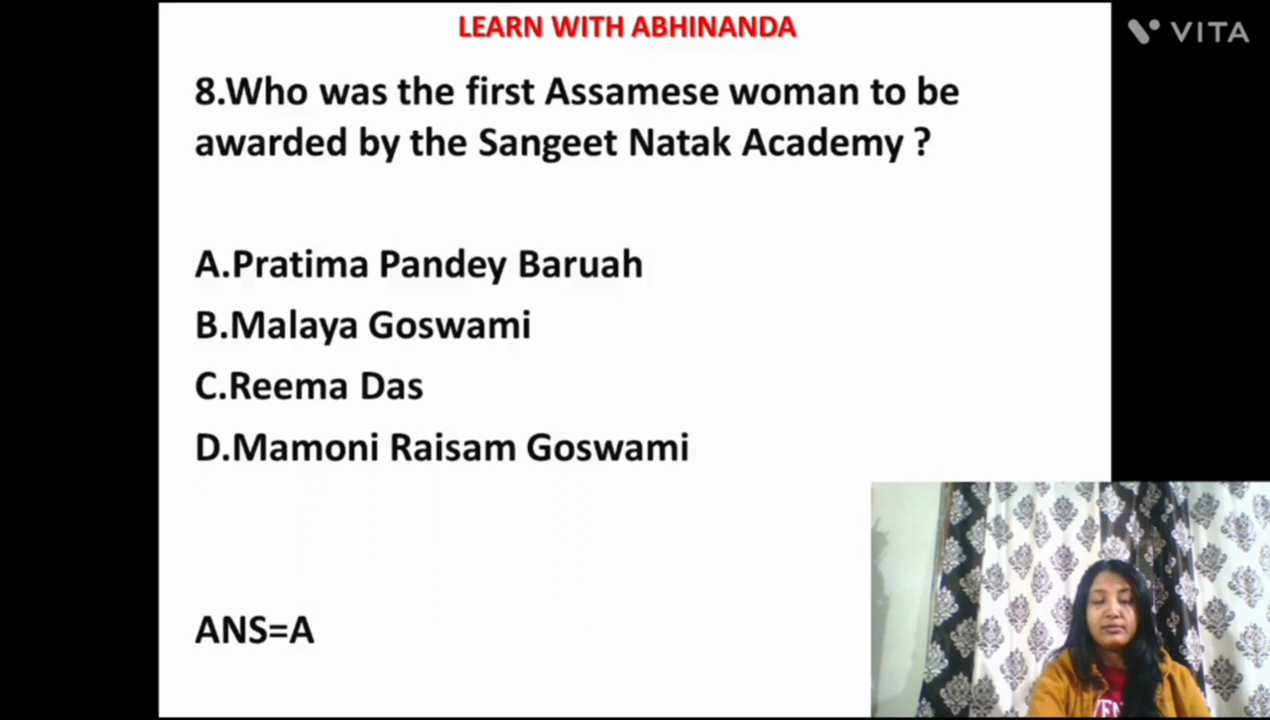 LEARN WITH ABHINANDA
VITA
8.Who was the first Assamese woman to be
awarded by the Sangeet Natak Academy ?
A.Pratima Pandey Baruah
B.Malaya Goswami
C.Reema Das
D.Mamoni Raisam Goswami
ANS=A